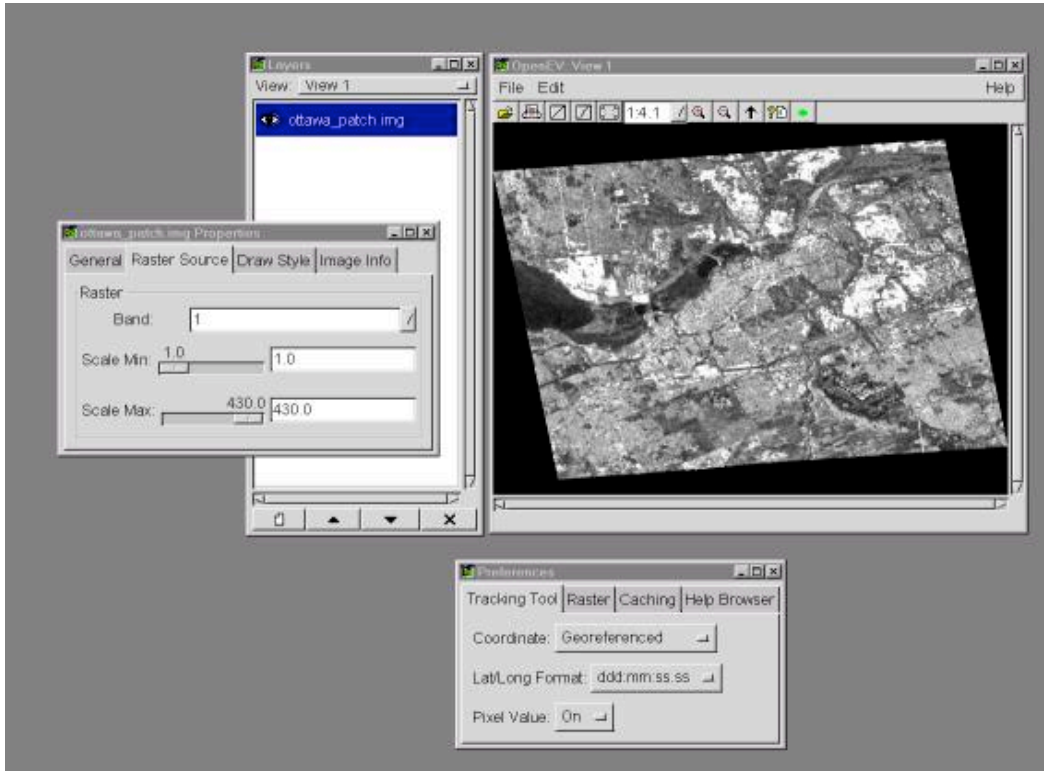 Layers
View: View 1
ottawa_patch.img
OpenEV: View 1
File Edit Help
1:4.1
ottawa_patch.img Properties
General Raster Source Draw Style Image Info
Raster
Band: 1
Scale Min: 1.0 1.0
Scale Max: 430.0 430.0
Preferences
Tracking Tool Raster Caching Help Browser
Coordinate: Georeferenced
Lat/Long Format: ddd:mm:ss.ss
Pixel Value: On